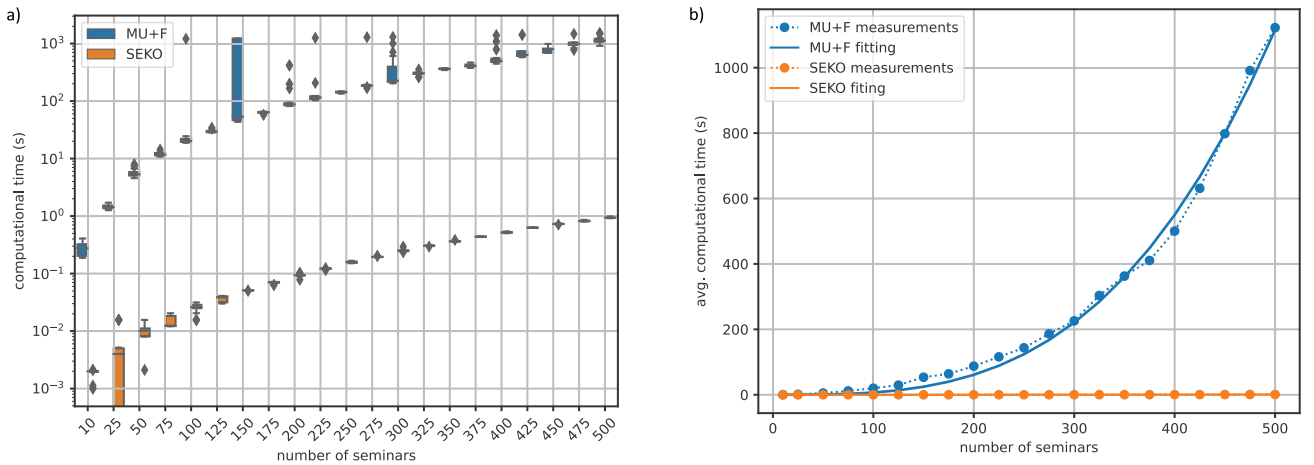 a)
MU+F
SEKO
computational time (s)
10³
10²
10¹
10⁰
10⁻¹
10⁻²
10⁻³
10 25 50 75 100 125 150 175 200 225 250 275 300 325 350 375 400 425 450 475 500
number of seminars
b)
MU+F measurements
MU+F fitting
SEKO measurements
SEKO fiting
avg. computational time (s)
1000
800
600
400
200
0
0 100 200 300 400 500
number of seminars